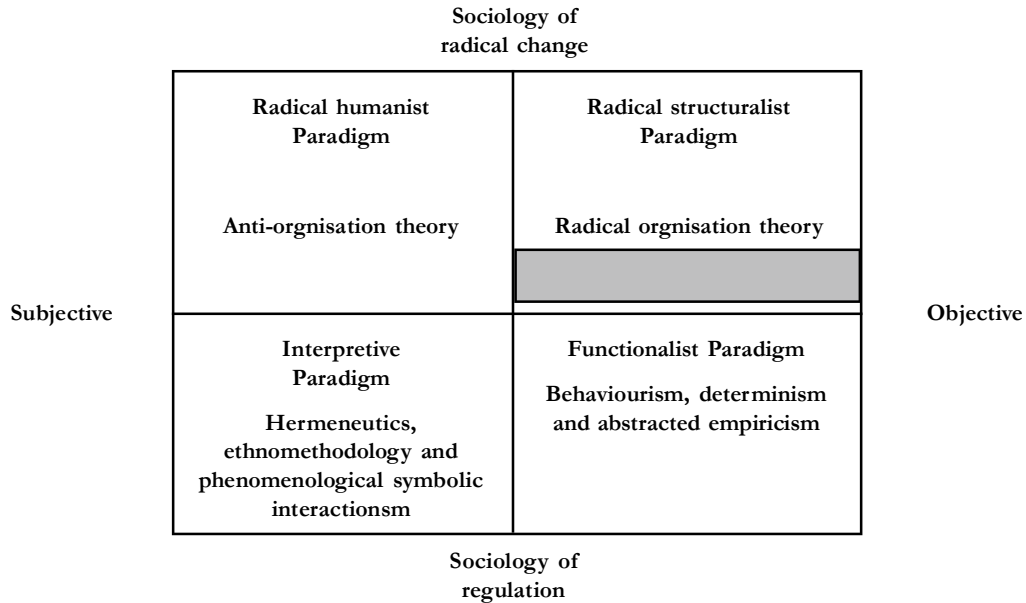 Sociology of
radical change
Radical humanist
Paradigm
Radical structuralist
Paradigm
Anti-orgnisation theory
Radical orgnisation theory
Subjective
Objective
Interpretive
Paradigm
Functionalist Paradigm
Hermeneutics,
ethnomethodology and
phenomenological symbolic
interactionsm
Behaviourism, determinism
and abstracted empiricism
Sociology of
regulation